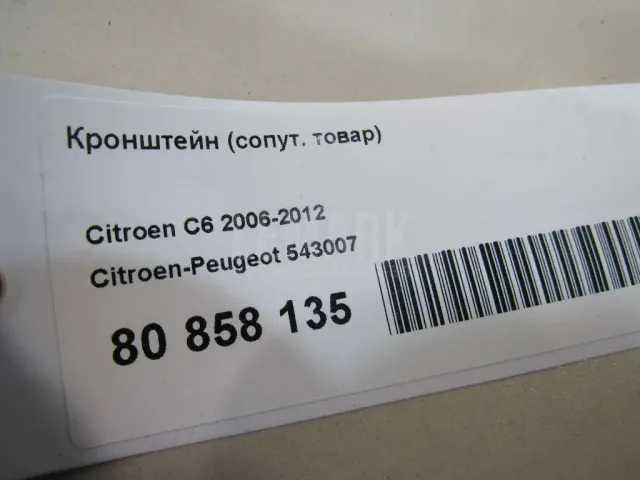 Кронштейн (сопут. товар)
Citroen C6 2006-2012
Citroen-Peugeot 543007
80 858 135